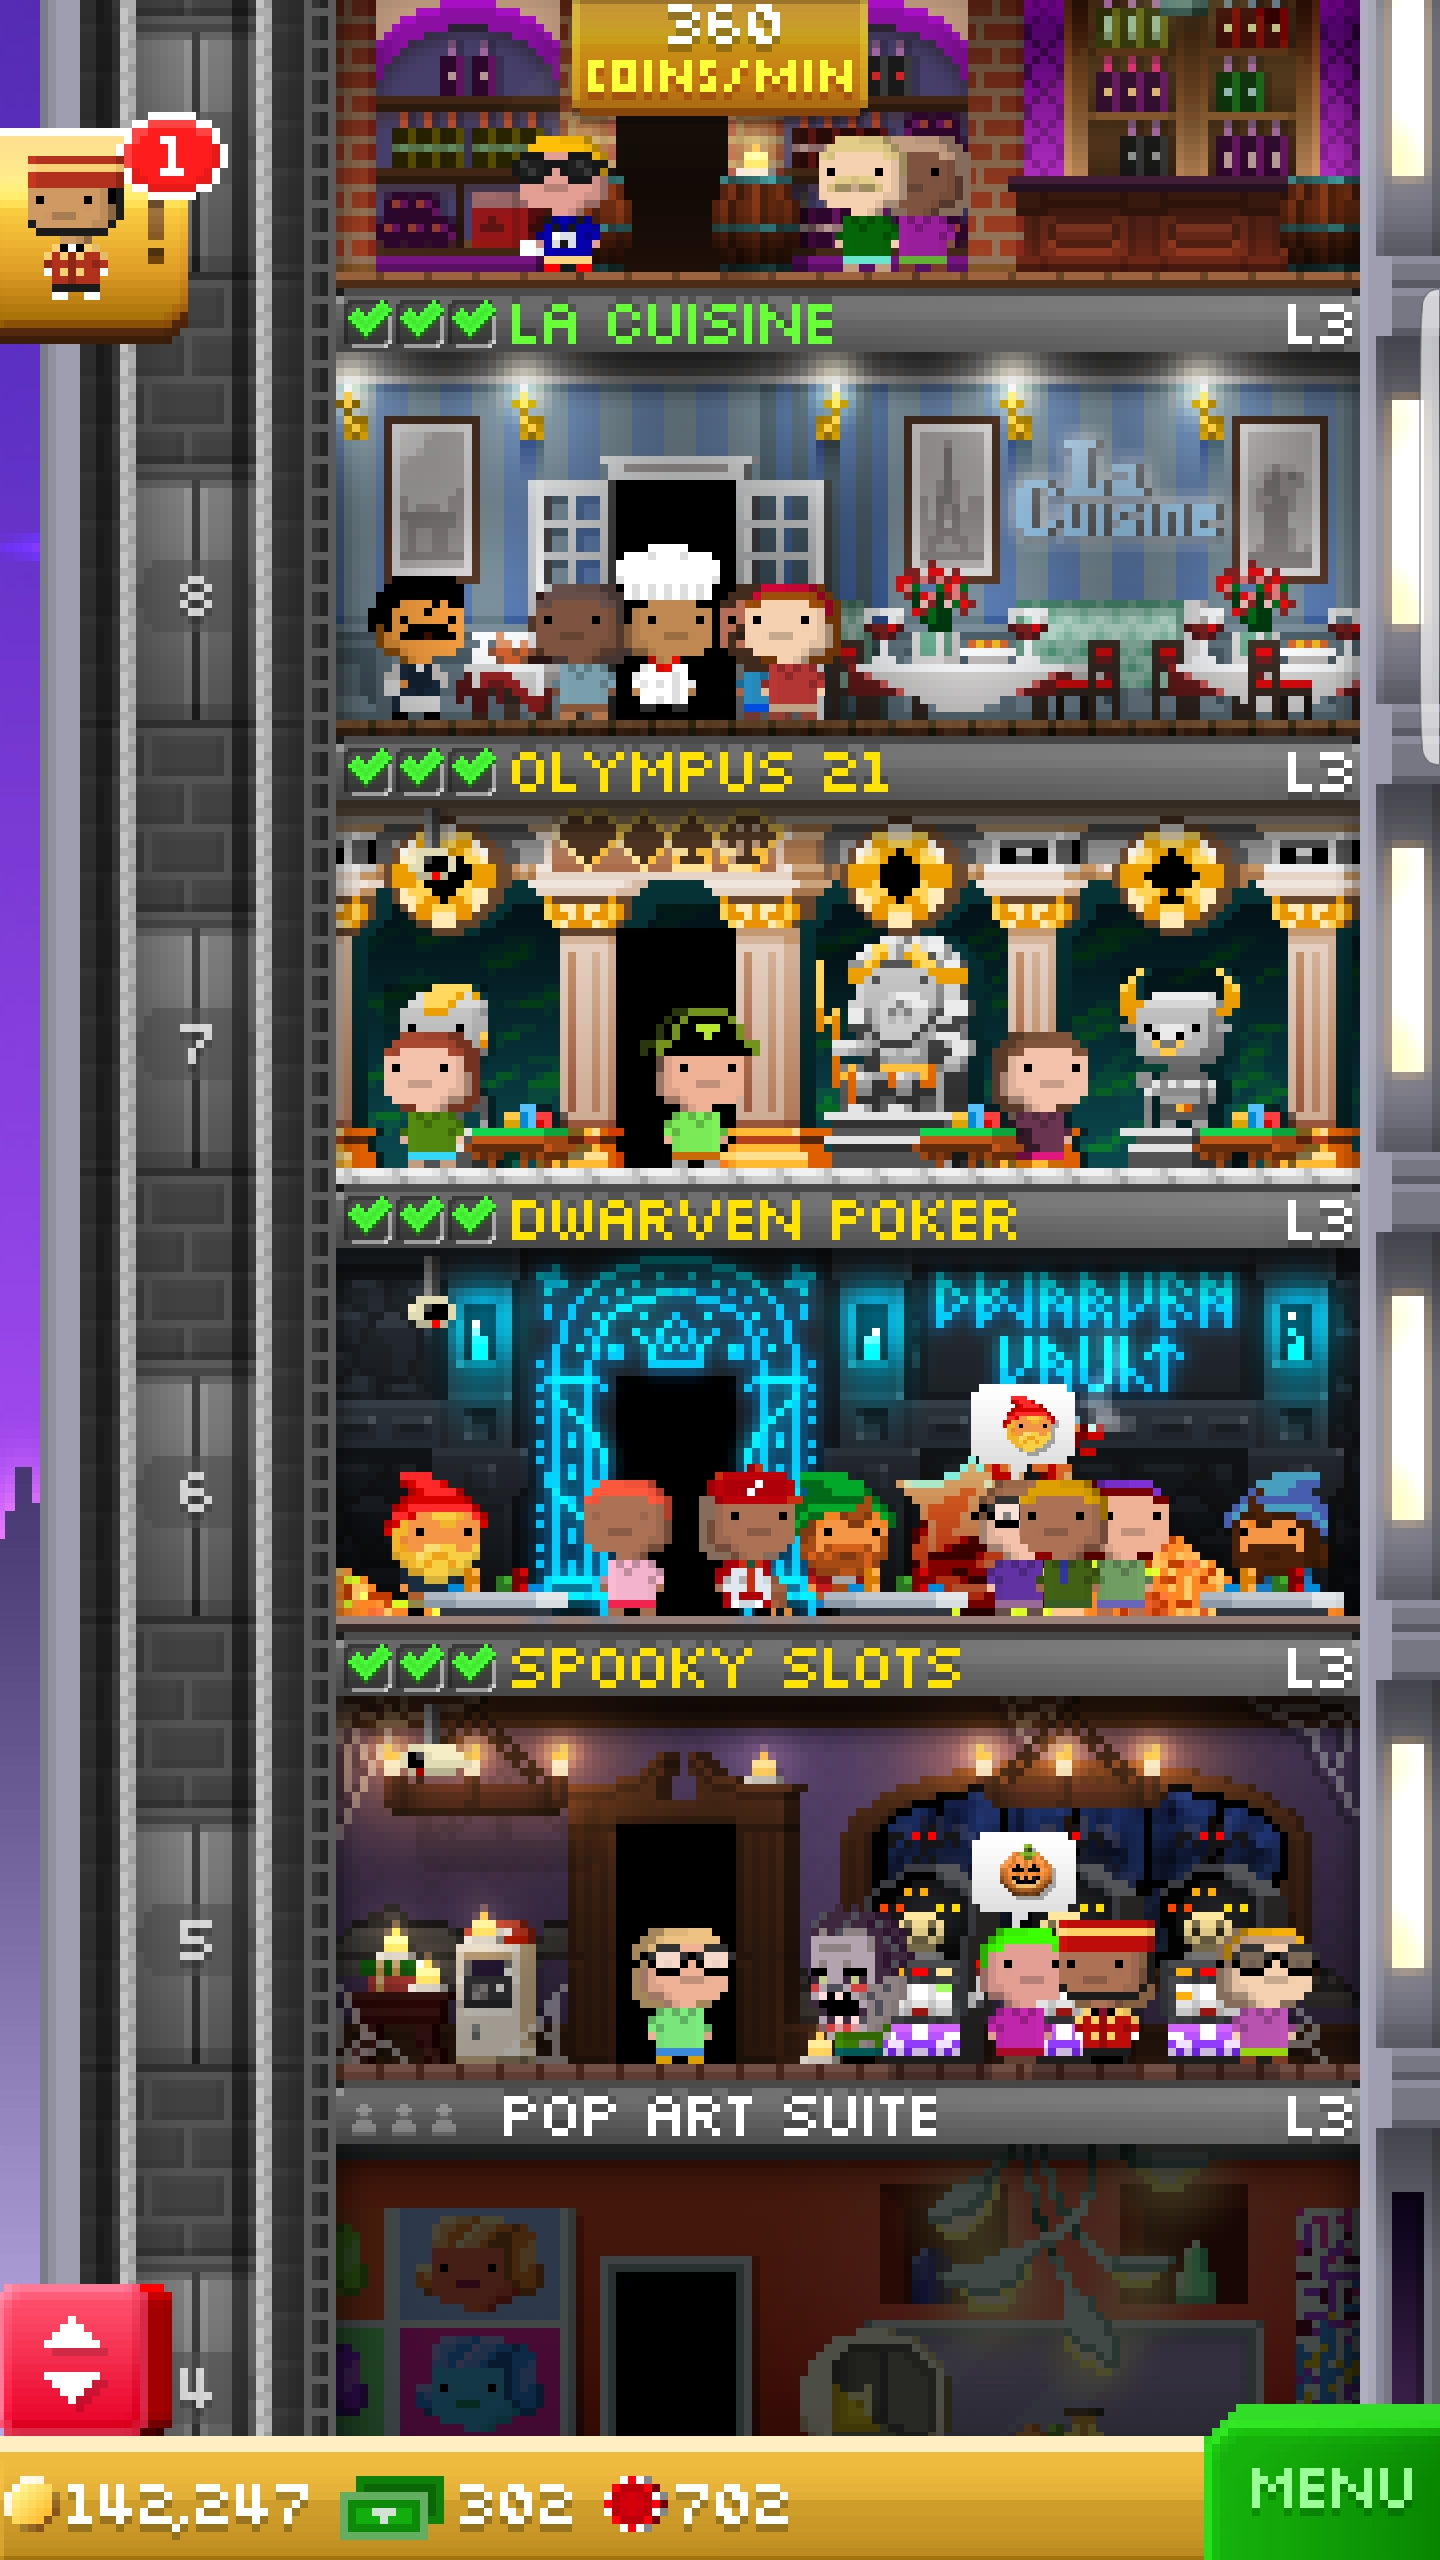 360
COINS/MIN
1
LA CUISINE L3
La
Cuisine
8
OLYMPUS 21 L3
7
DWARVEN POKER L3
DWARVEN
VAULT
6
SPOOKY SLOTS L3
5
POP ART SUITE L3
4
142,247 302 702
MENU